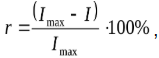 r = (I_max − I) / I_max · 100% ,